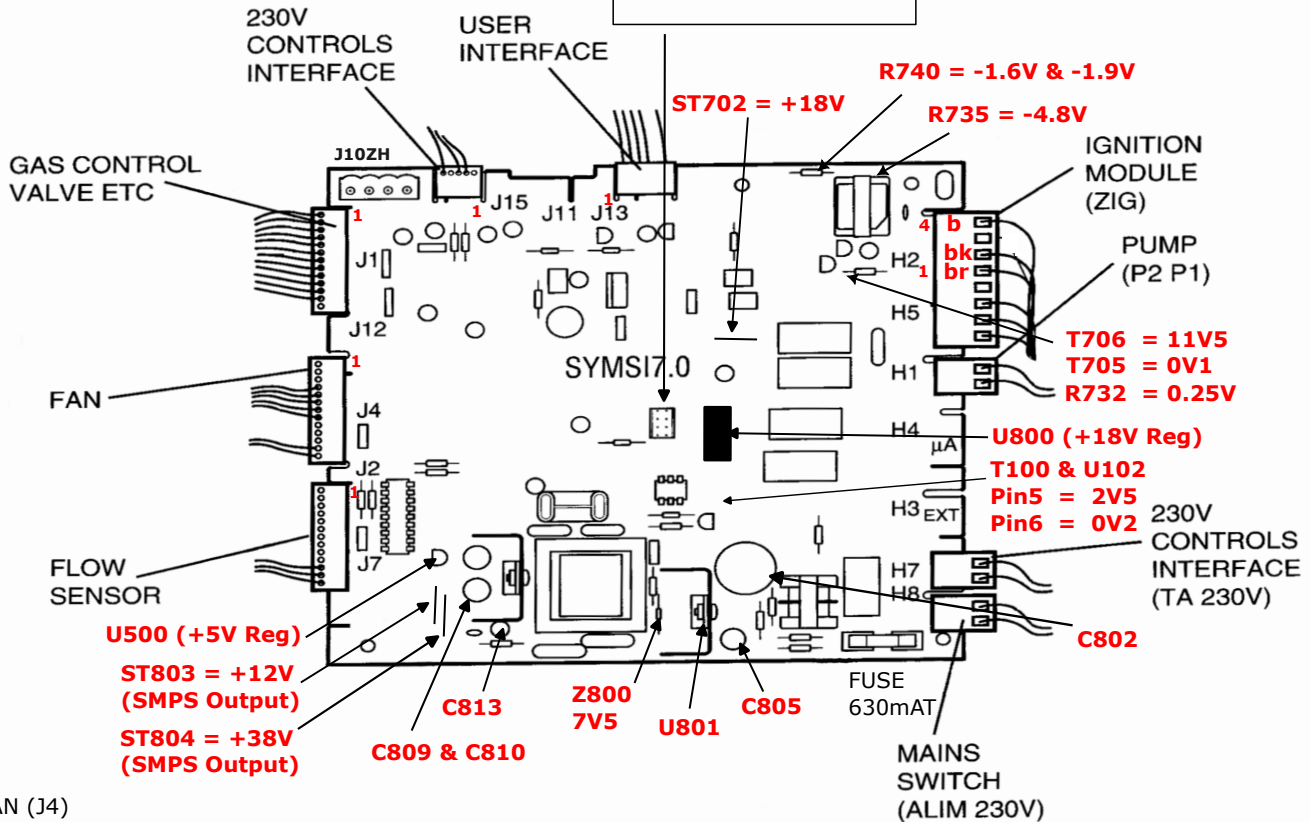 230V
CONTROLS
INTERFACE
USER
INTERFACE
R740 = -1.6V & -1.9V
ST702 = +18V
R735 = -4.8V
IGNITION
MODULE
(ZIG)
GAS CONTROL
VALVE ETC
J10ZH
1
J15
1
J11
J13
1
4
b
bk
H2
1
br
PUMP
(P2 P1)
J1
J12
H5
T706 = 11V5
T705 = 0V1
R732 = 0.25V
SYMSI7.0
1
FAN
J4
H1
H4
µA
U800 (+18V Reg)
J2
1
T100 & U102
Pin5 = 2V5
Pin6 = 0V2
H3
EXT
230V
CONTROLS
INTERFACE
(TA 230V)
FLOW
SENSOR
J7
H7
H8
U500 (+5V Reg)
ST803 = +12V
(SMPS Output)
ST804 = +38V
(SMPS Output)
C813
C809 & C810
Z800
7V5
U801
C805
C802
FUSE
630mAT
MAINS
SWITCH
(ALIM 230V)
AN (J4)